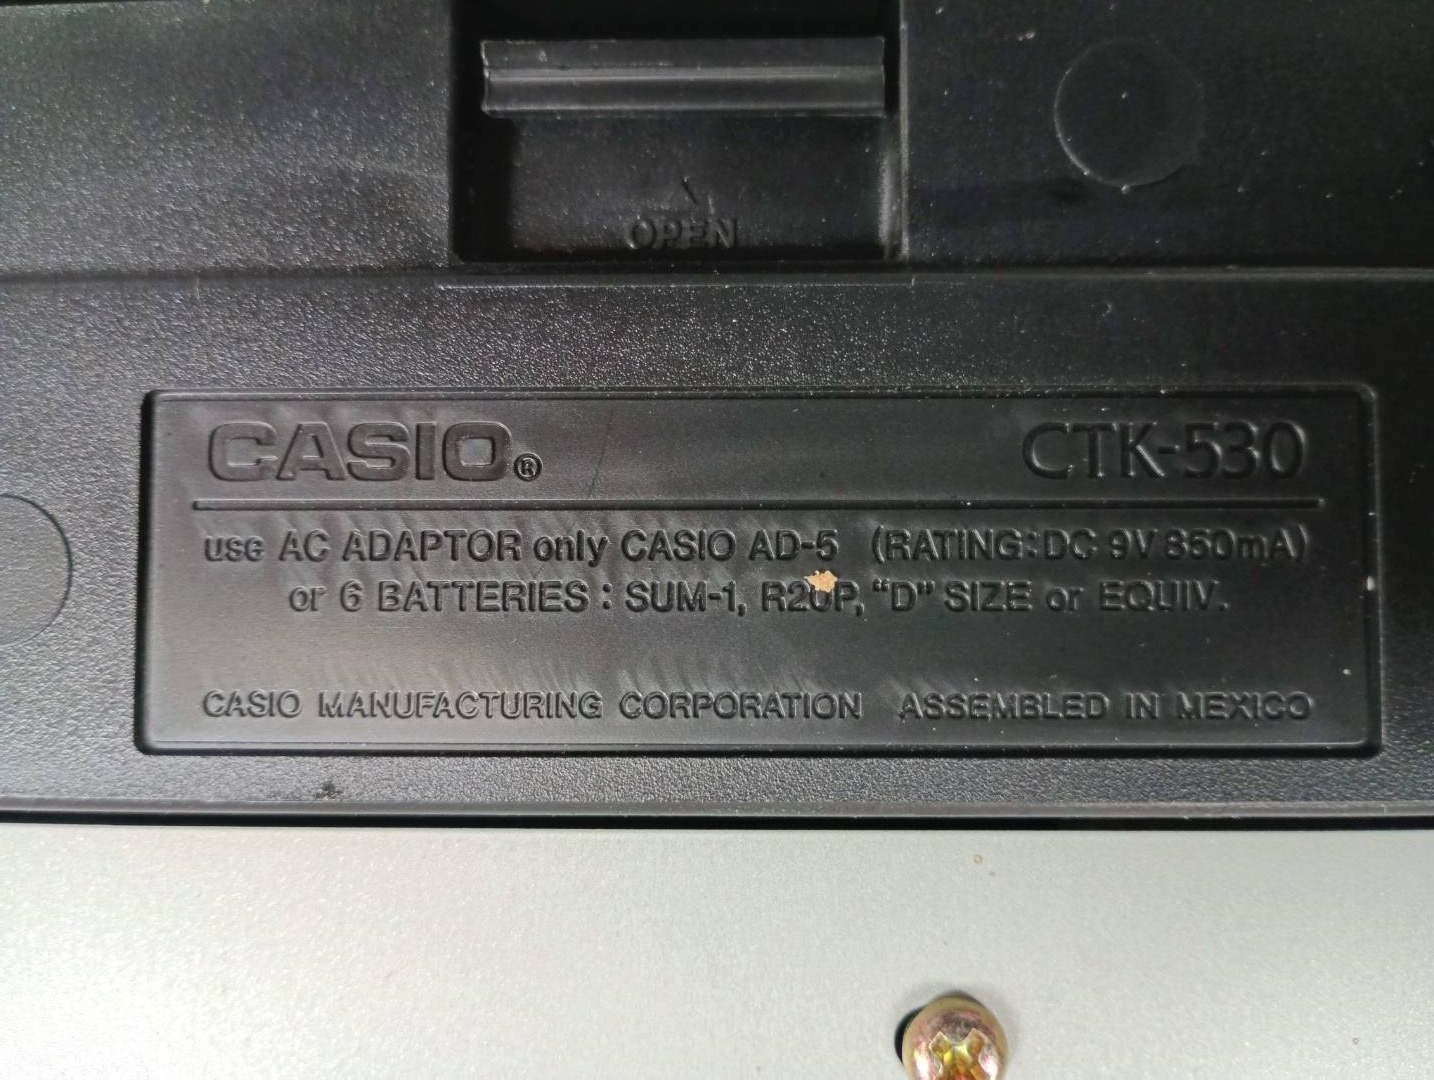 OPEN
CASIO® CTK-530
use AC ADAPTOR only CASIO AD-5 (RATING:DC 9V 850mA)
or 6 BATTERIES : SUM-1, R20P, “D” SIZE or EQUIV.
CASIO MANUFACTURING CORPORATION ASSEMBLED IN MEXICO